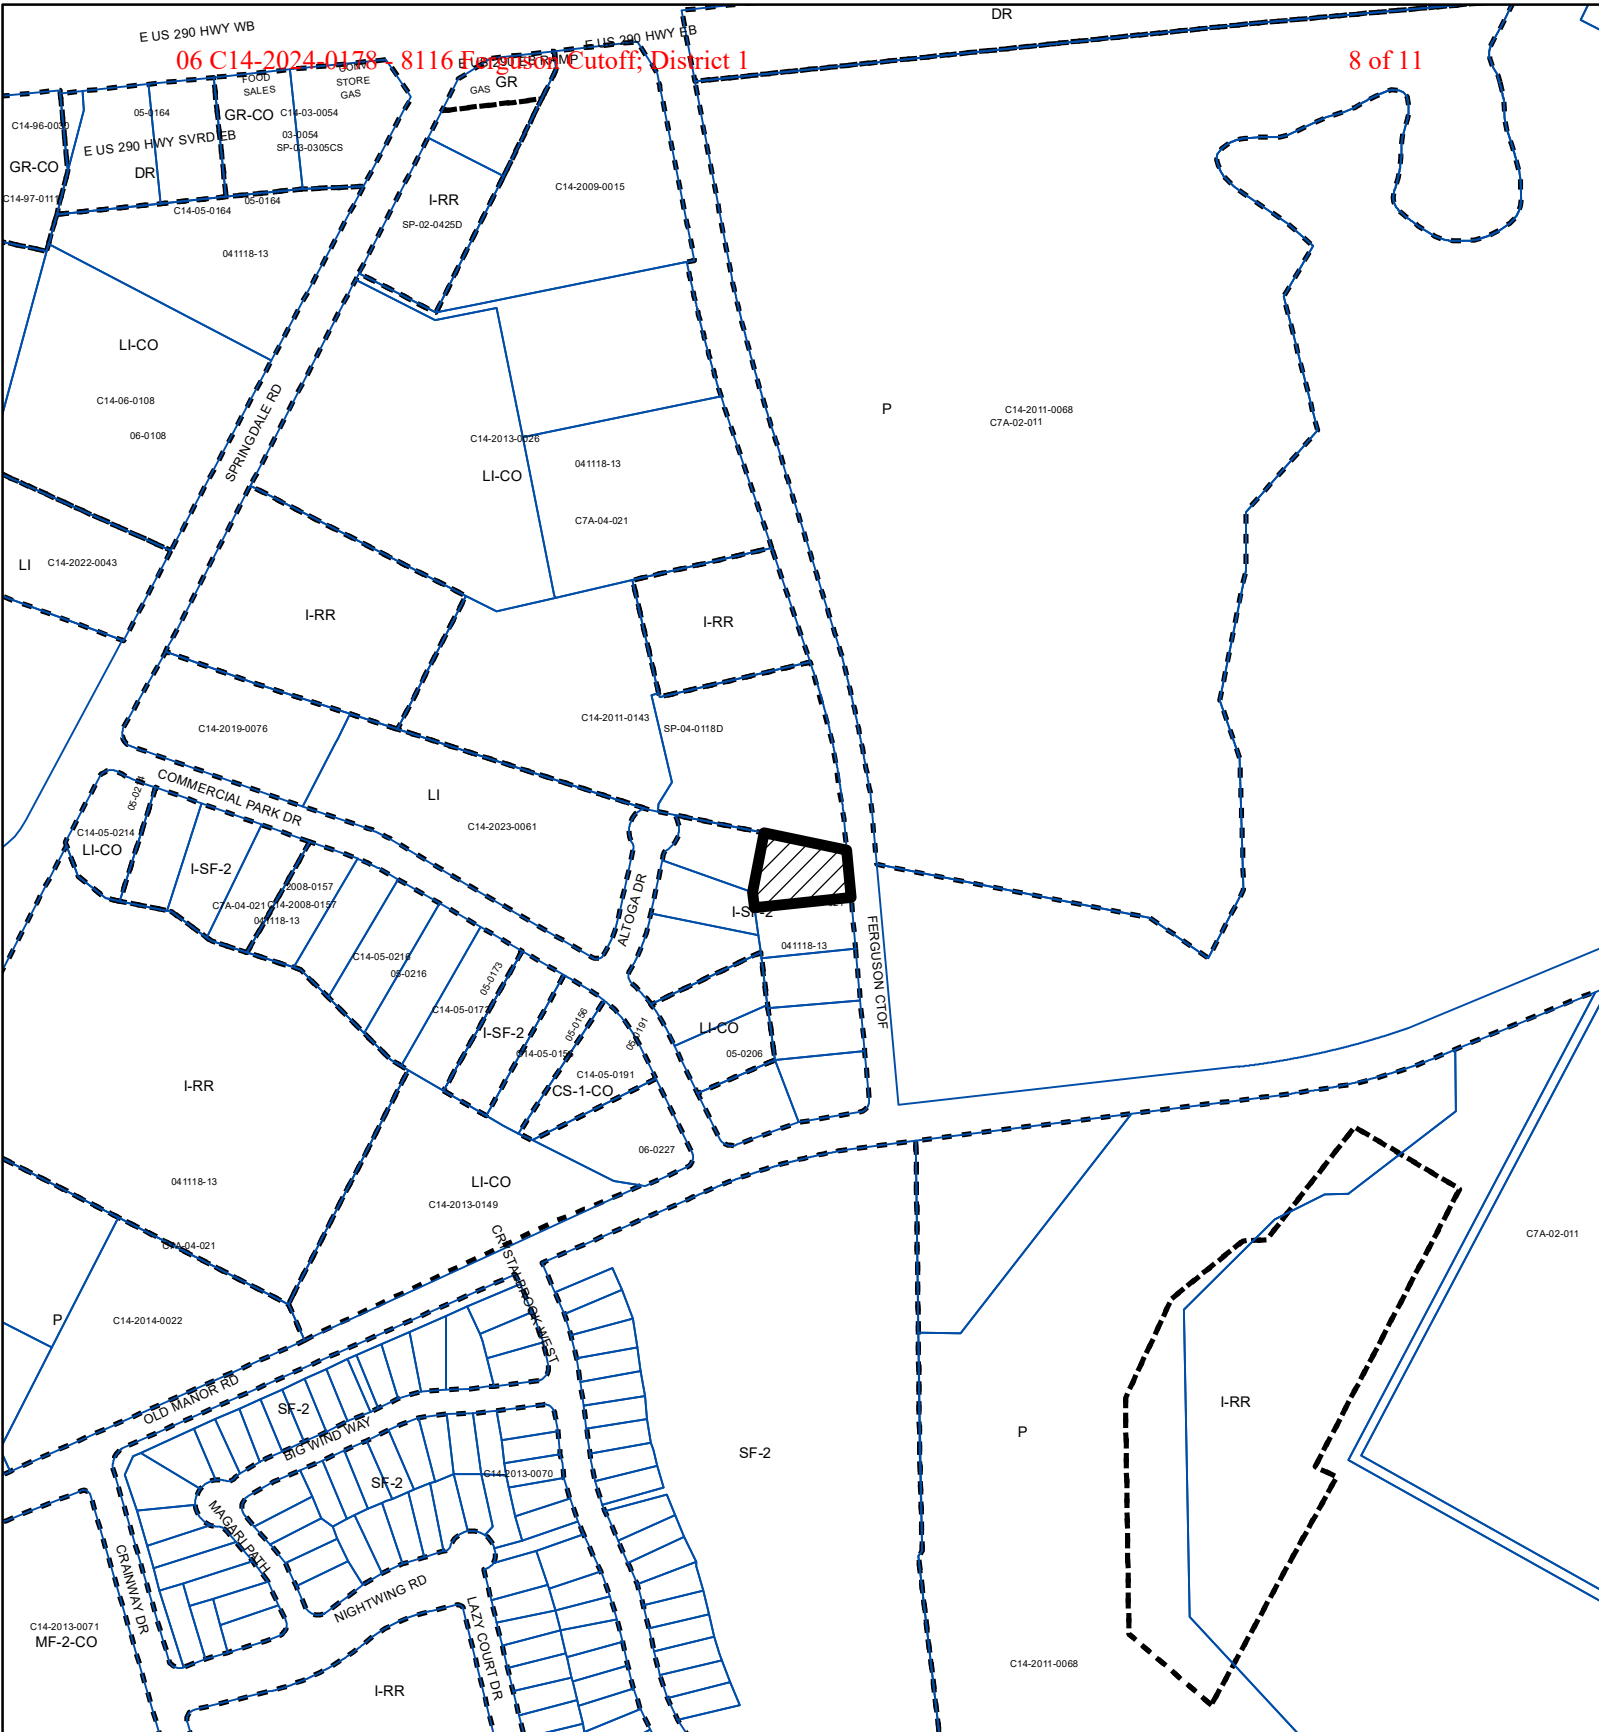 DR
E US 290 HWY WB
E US 290 HWY EB
06 C14-2024-0178 - 8116 Ferguson Cutoff; District 1
8 of 11
GAS GR
FOOD
SALES
CONV
STORE
GAS
C14-96-0030
05-0164
GR-CO
C14-03-0054
03-0054
SP-03-0305CS
E US 290 HWY SVRD EB
GR-CO
DR
C14-97-0111
C14-05-0164
05-0164
C14-2009-0015
I-RR
SP-02-0425D
041118-13
LI-CO
C14-06-0108
06-0108
SPRINGDALE RD
P
C14-2011-0068
C7A-02-011
C14-2013-0026
LI-CO
041118-13
C7A-04-021
LI
C14-2022-0043
I-RR
I-RR
C14-2019-0076
C14-2011-0143
SP-04-0118D
COMMERCIAL PARK DR
LI
C14-2023-0061
C14-05-0214
LI-CO
I-SF-2
2008-0157
C7A-04-021
C14-2008-0157
041118-13
ALTOGA DR
I-SF-2
041118-13
FERGUSON CTOF
C14-05-0216
05-0216
05-0173
C14-05-0173
I-SF-2
05-0156
05-0191
LI-CO
05-0206
C14-05-0191
CS-1-CO
I-RR
06-0227
041118-13
LI-CO
C14-2013-0149
C7A-04-021
CRYSTALBROOK WEST
C7A-02-011
P
C14-2014-0022
OLD MANOR RD
SF-2
BIG WIND WAY
I-RR
P
SF-2
SF-2
C14-2013-0070
MAGARI PATH
CRAINWAY DR
NIGHTWING RD
LAZY COURT DR
C14-2013-0071
MF-2-CO
C14-2011-0068
I-RR